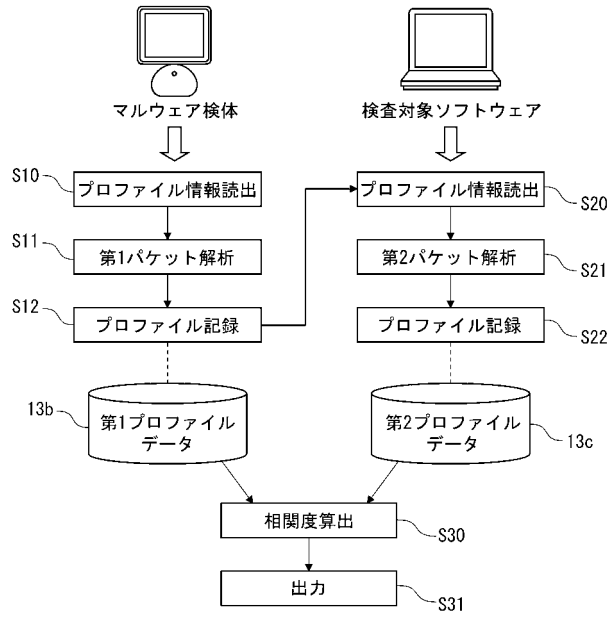 マルウェア検体
検査対象ソフトウェア
S10
プロファイル情報読出
プロファイル情報読出
S20
S11
第1パケット解析
第2パケット解析
S21
S12
プロファイル記録
プロファイル記録
S22
13b
第1プロファイル
データ
第2プロファイル
データ
13c
相関度算出
S30
出力
S31